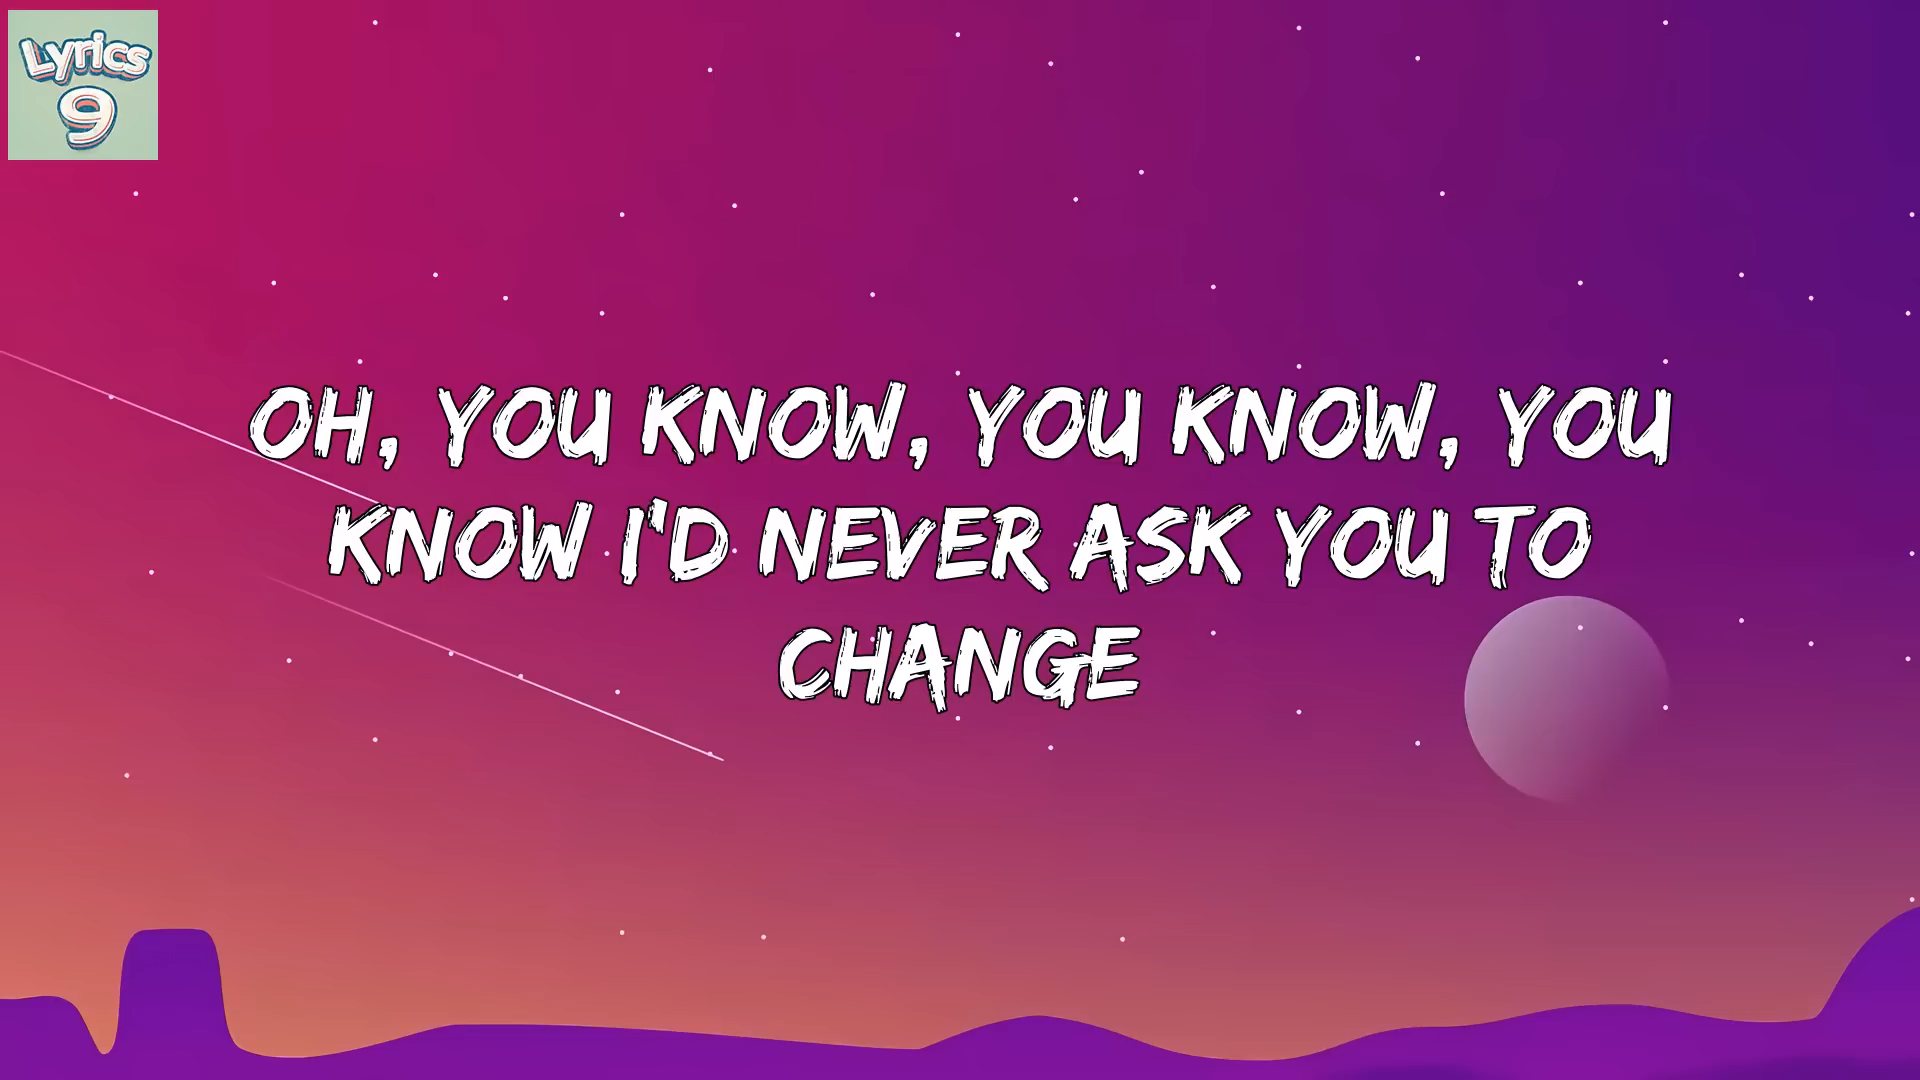 Lyrics
9
OH, YOU KNOW, YOU KNOW, YOU
KNOW I'D NEVER ASK YOU TO
CHANGE